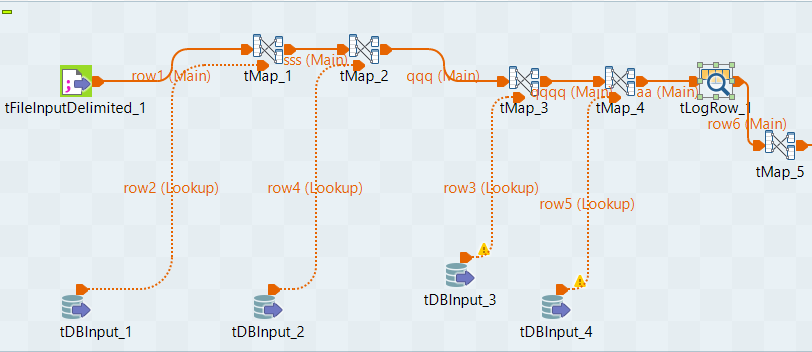 sss (Main)
row1 (Main)
tMap_1
tMap_2
qqq (Main)
qqqq (Main)
aa (Main)
tFileInputDelimited_1
tMap_3
tMap_4
tLogRow_1
row6 (Main)
tMap_5
row2 (Lookup)
row4 (Lookup)
row3 (Lookup)
row5 (Lookup)
tDBInput_3
tDBInput_1
tDBInput_2
tDBInput_4